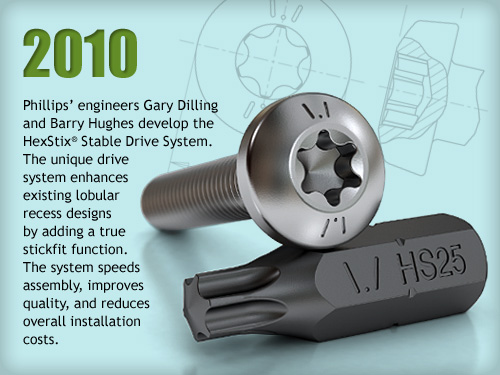 2010
Phillips’ engineers Gary Dilling
and Barry Hughes develop the
HexStix® Stable Drive System.
The unique drive
system enhances
existing lobular
recess designs
by adding a true
stickfit function.
The system speeds
assembly, improves
quality, and reduces
overall installation
costs.
HS25